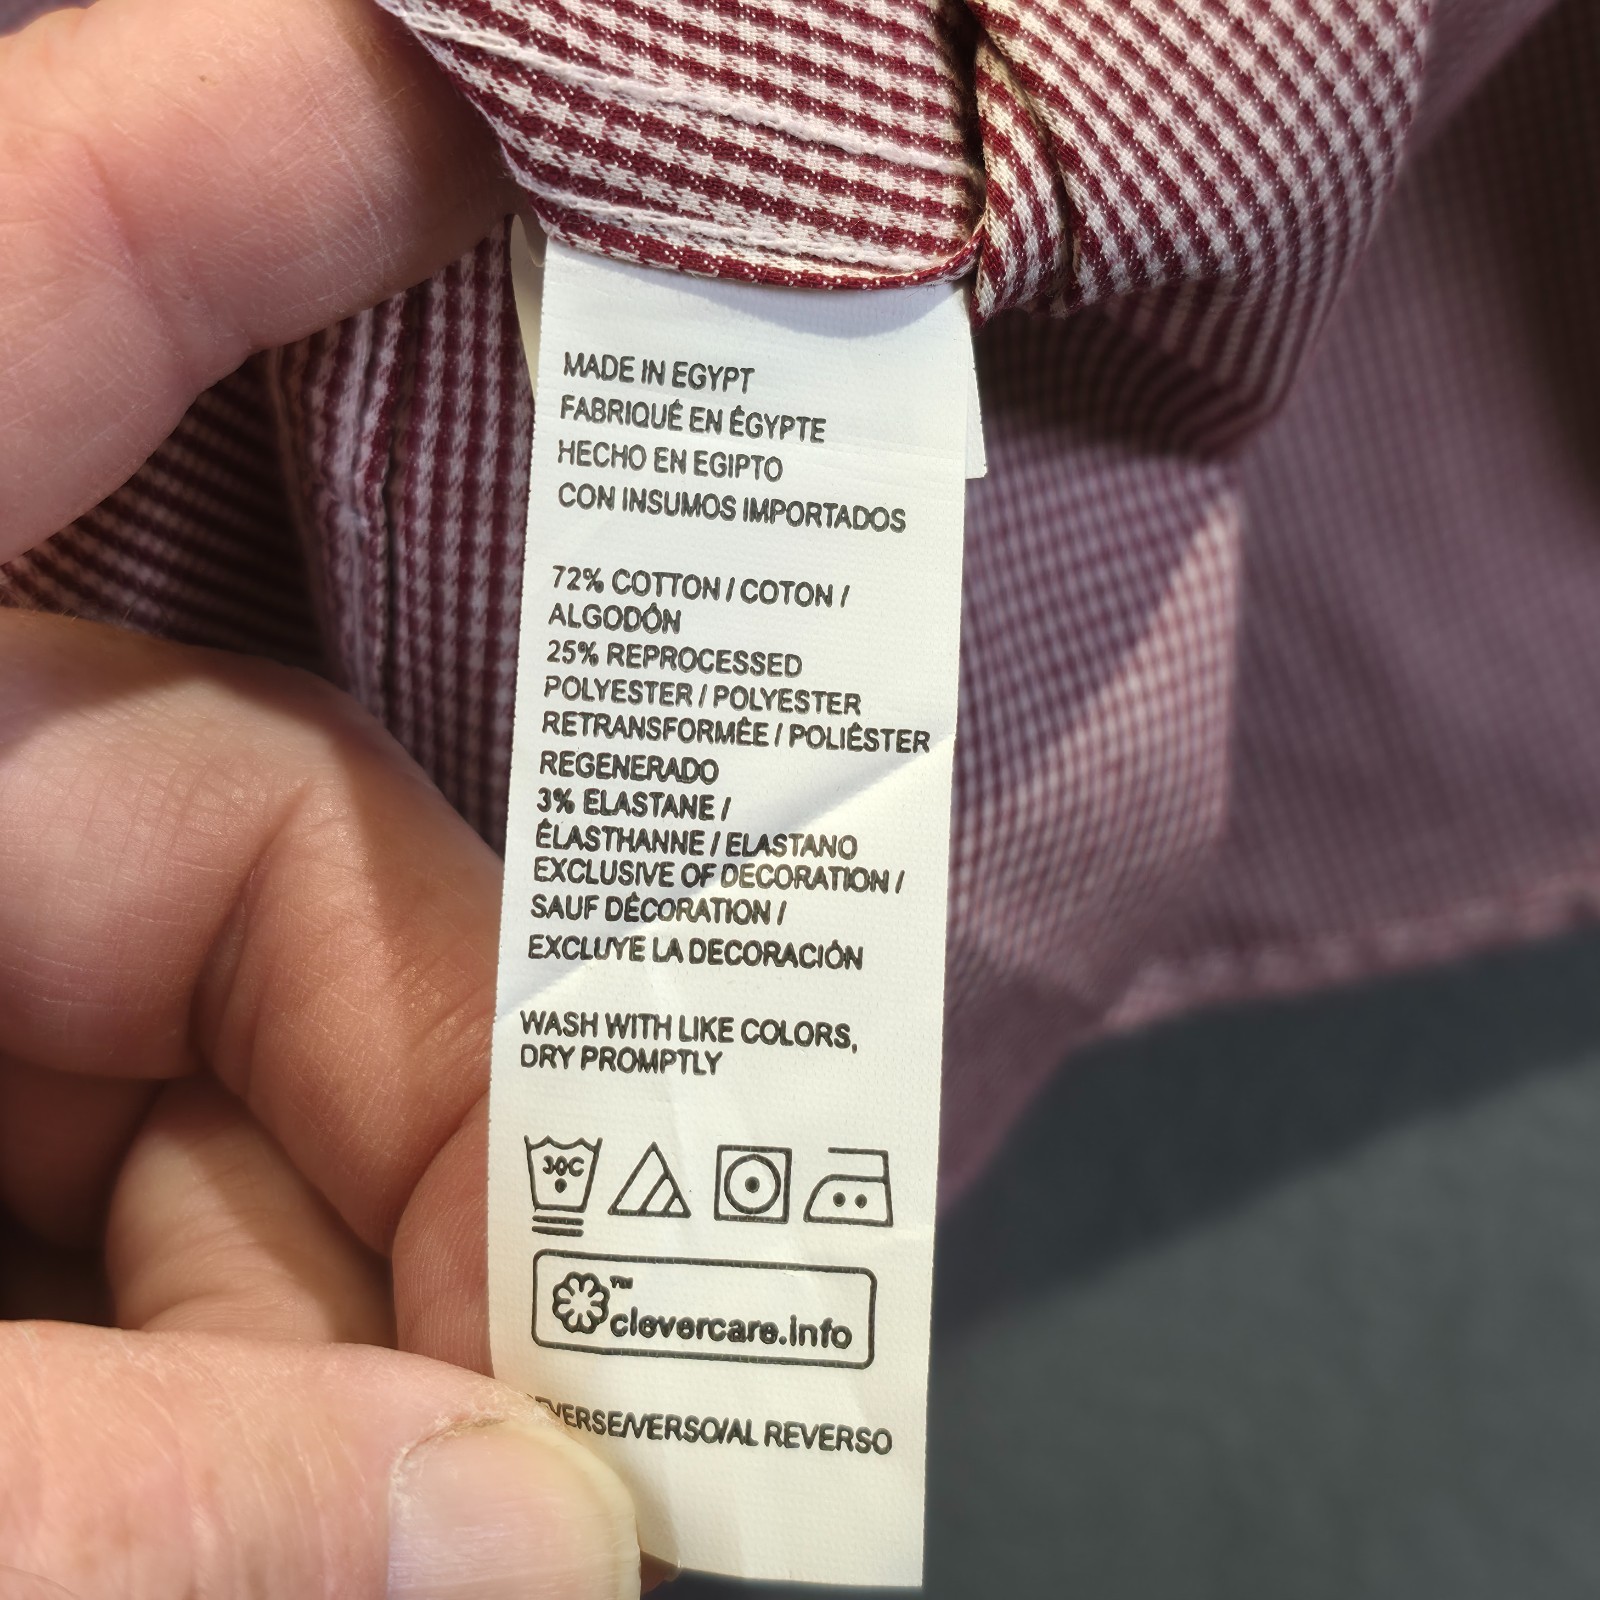 MADE IN EGYPT
FABRIQUÉ EN ÉGYPTE
HECHO EN EGIPTO
CON INSUMOS IMPORTADOS
72% COTTON / COTON /
ALGODÓN
25% REPROCESSED
POLYESTER / POLYESTER
RETRANSFORMÉE / POLIÉSTER
REGENERADO
3% ELASTANE /
ÉLASTHANNE / ELASTANO
EXCLUSIVE OF DECORATION /
SAUF DÉCORATION /
EXCLUYE LA DECORACIÓN
WASH WITH LIKE COLORS,
DRY PROMPTLY
30C
™
clevercare.info
/VERSO/AL REVERSO